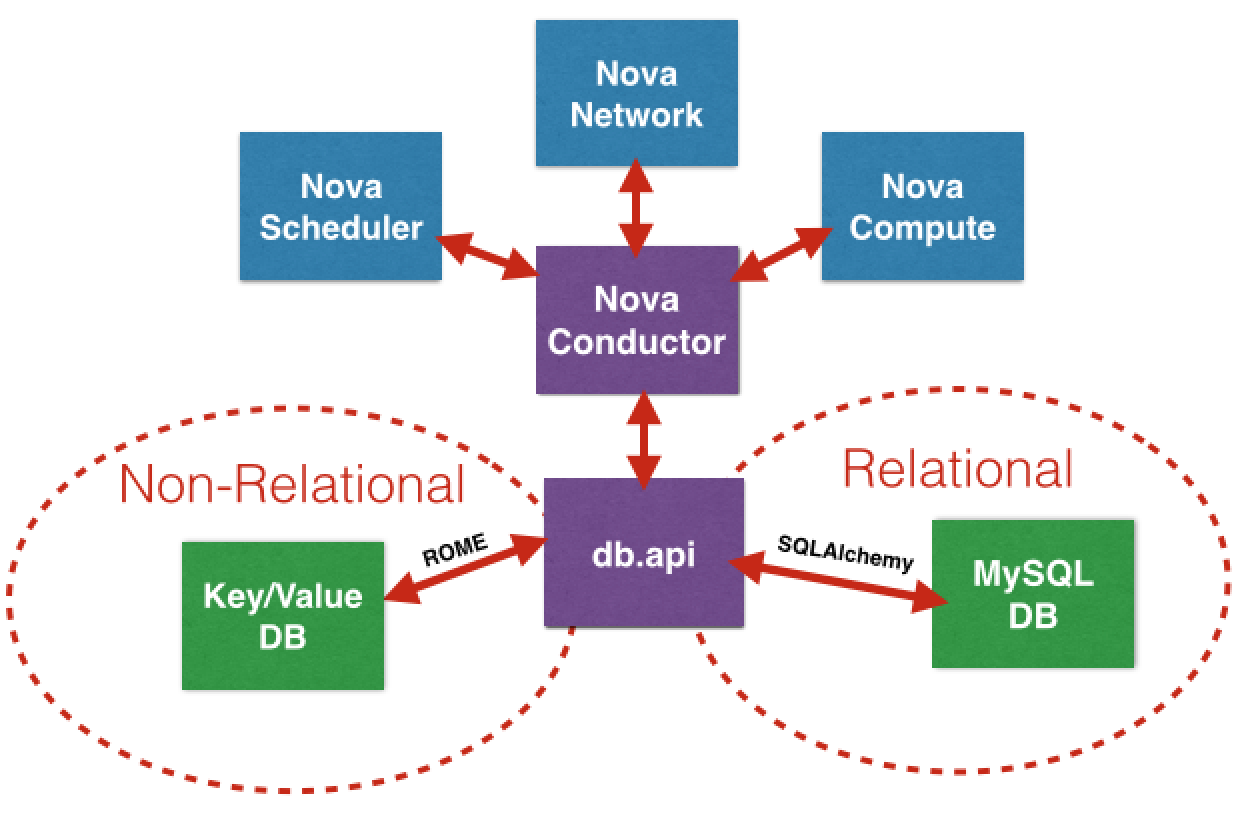 Nova
Network
Nova
Scheduler
Nova
Compute
Nova
Conductor
Non-Relational
Relational
Key/Value
DB
ROME
db.api
SQLAlchemy
MySQL
DB